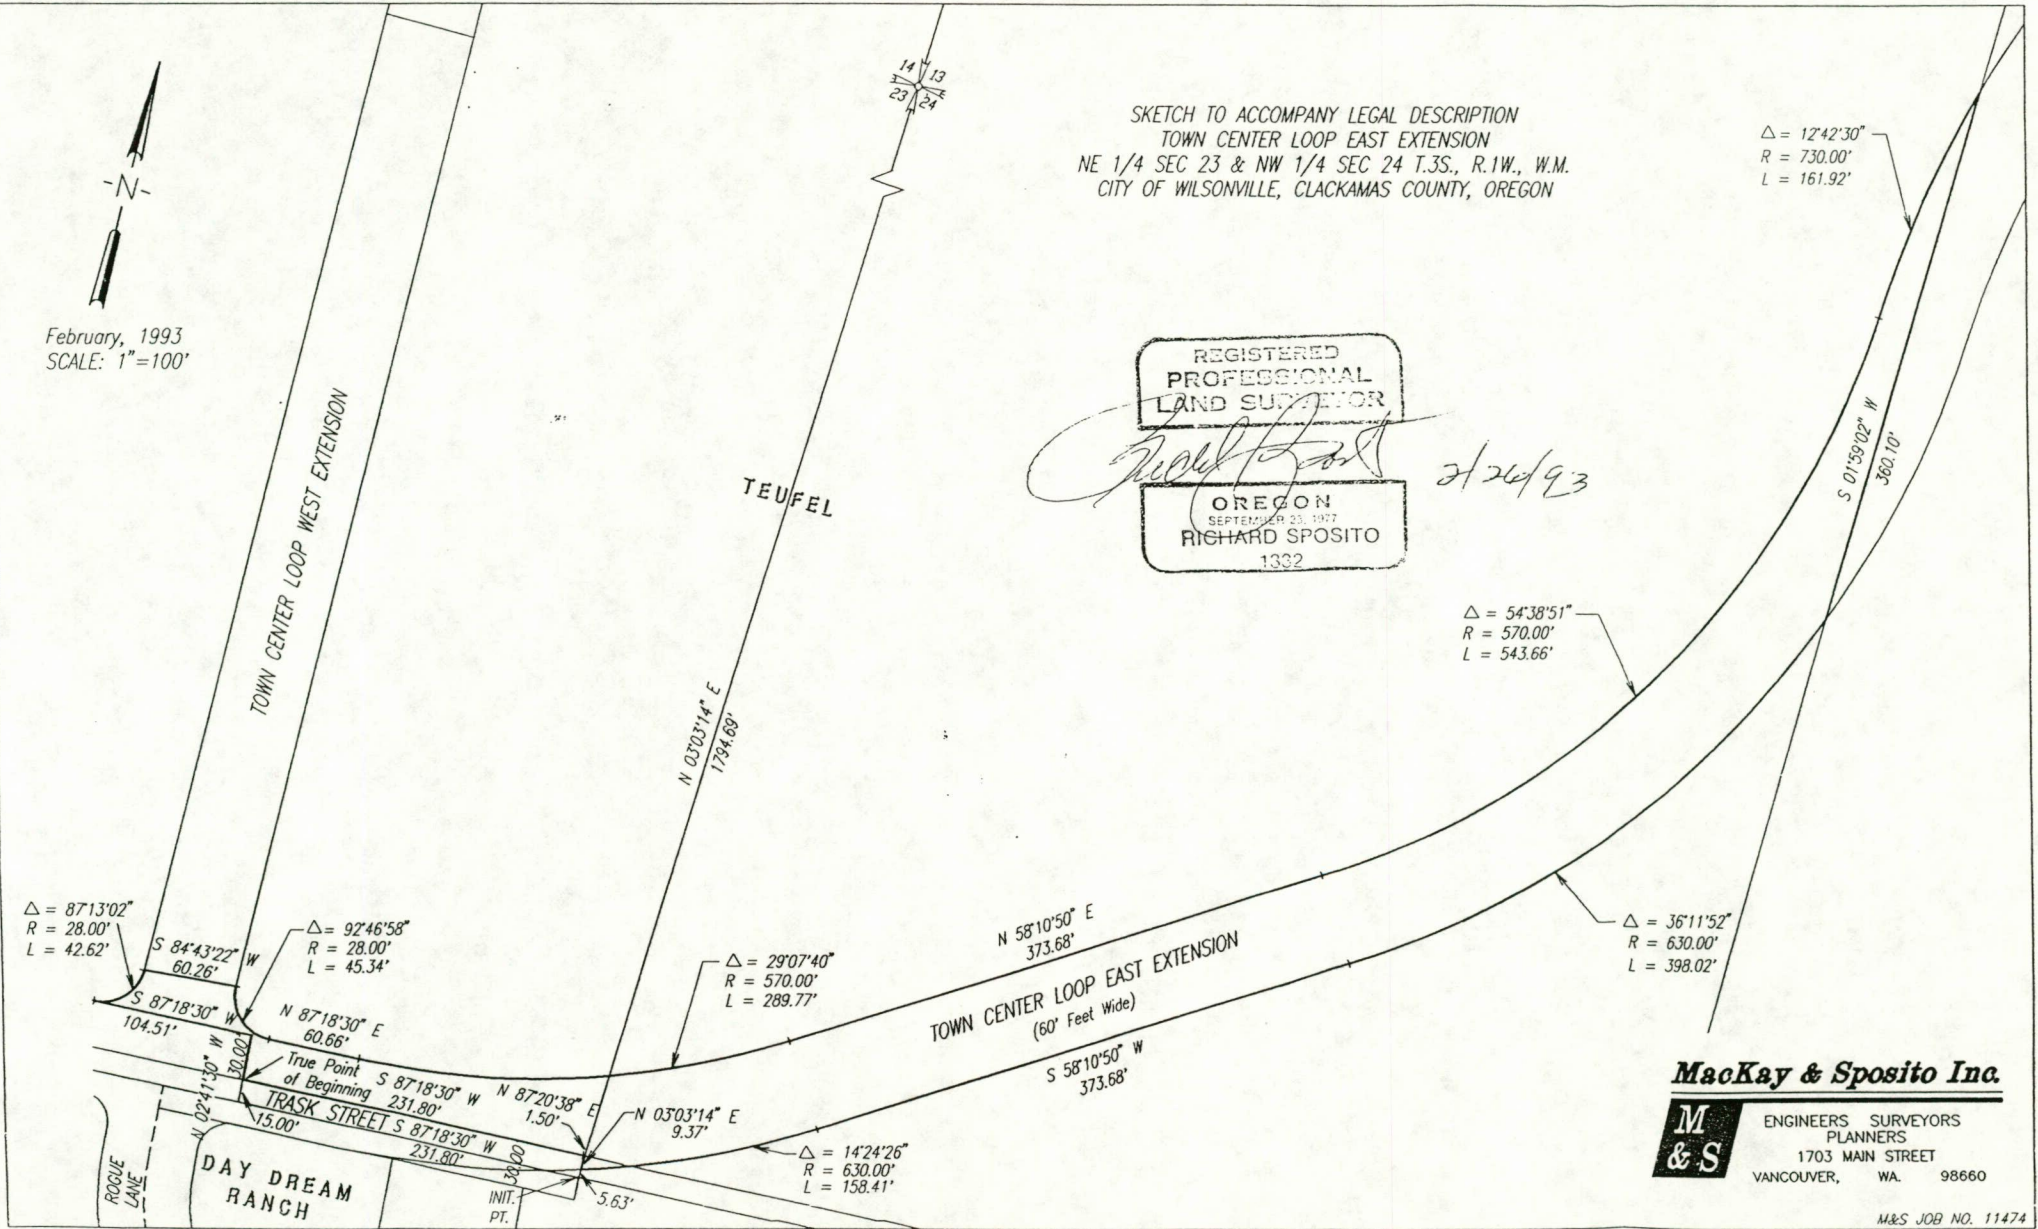 14 13
23 24
SKETCH TO ACCOMPANY LEGAL DESCRIPTION
TOWN CENTER LOOP EAST EXTENSION
NE 1/4 SEC 23 & NW 1/4 SEC 24 T.3S., R.1W., W.M.
CITY OF WILSONVILLE, CLACKAMAS COUNTY, OREGON
△ = 12°42'30"
R = 730.00'
L = 161.92'
-N-
February, 1993
SCALE: 1"=100'
TOWN CENTER LOOP WEST EXTENSION
TEUFEL
N 03°03'14" E
1794.69'
REGISTERED
PROFESSIONAL
LAND SURVEYOR
2/26/93
OREGON
SEPTEMBER 23, 1977
RICHARD SPOSITO
1332
S 01°59'02" W
360.10'
△ = 54°38'51"
R = 570.00'
L = 543.66'
△ = 87°13'02"
R = 28.00'
L = 42.62'
S 84°43'22" W
60.26'
△ = 92°46'58"
R = 28.00'
L = 45.34'
△ = 29°07'40"
R = 570.00'
L = 289.77'
N 58°10'50" E
373.68'
TOWN CENTER LOOP EAST EXTENSION
(60' Feet Wide)
S 58°10'50" W
373.68'
△ = 36°11'52"
R = 630.00'
L = 398.02'
S 87°18'30" W
104.51'
N 87°18'30" E
60.66'
N 02°41'30" W
30.00'
True Point
of Beginning
S 87°18'30" W
231.80'
N 87°20'38" E
1.50'
N 03°03'14" E
9.37'
TRASK STREET S 87°18'30" W
231.80'
15.00'
30.00
△ = 14°24'26"
R = 630.00'
L = 158.41'
ROGUE
LANE
DAY DREAM
RANCH
INIT.
PT.
5.63'
MacKay & Sposito Inc.
M
& S
ENGINEERS SURVEYORS
PLANNERS
1703 MAIN STREET
VANCOUVER, WA. 98660
M&S JOB NO. 11474